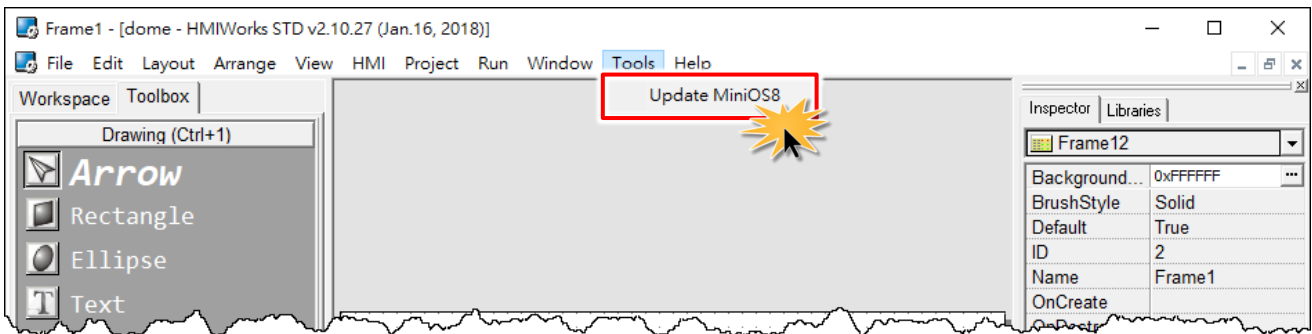 Frame1 - [dome - HMIWorks STD v2.10.27 (Jan.16, 2018)]
File Edit Layout Arrange View HMI Project Run Window Tools Help
Update MiniOS8
Workspace Toolbox
Drawing (Ctrl+1)
Arrow
Rectangle
Ellipse
Text
Inspector Libraries
Frame12
Background... 0xFFFFFF ...
BrushStyle Solid
Default True
ID 2
Name Frame1
OnCreate